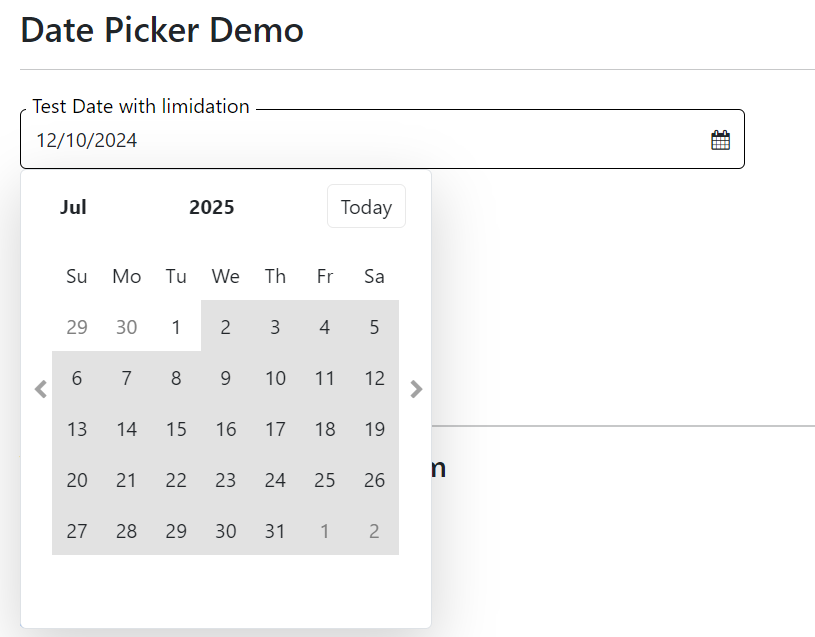 Date Picker Demo
Test Date with limidation
12/10/2024
Jul 2025 Today
Su Mo Tu We Th Fr Sa
29 30 1 2 3 4 5
6 7 8 9 10 11 12
13 14 15 16 17 18 19
20 21 22 23 24 25 26
27 28 29 30 31 1 2